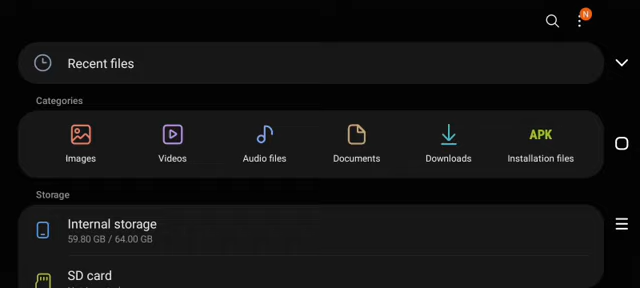 N
Recent files
Categories
APK
Images
Videos
Audio files
Documents
Downloads
Installation files
Storage
Internal storage
59.80 GB / 64.00 GB
SD card